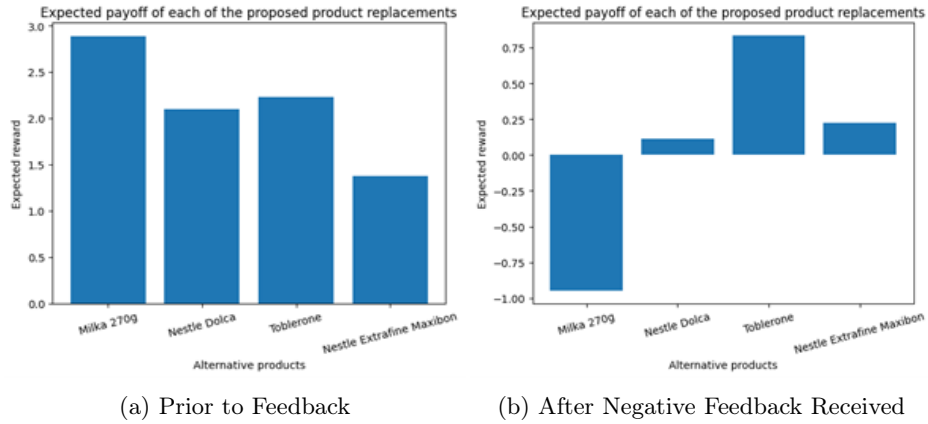 Expected payoff of each of the proposed product replacements
Expected reward
3.0
2.5
2.0
1.5
1.0
0.5
0.0
Milka 270g
Nestle Dolca
Toblerone
Nestle Extrafine Maxibon
Alternative products
(a) Prior to Feedback
Expected payoff of each of the proposed product replacements
Expected reward
0.75
0.50
0.25
0.00
−0.25
−0.50
−0.75
−1.00
Milka 270g
Nestle Dolca
Toblerone
Nestle Extrafine Maxibon
Alternative products
(b) After Negative Feedback Received